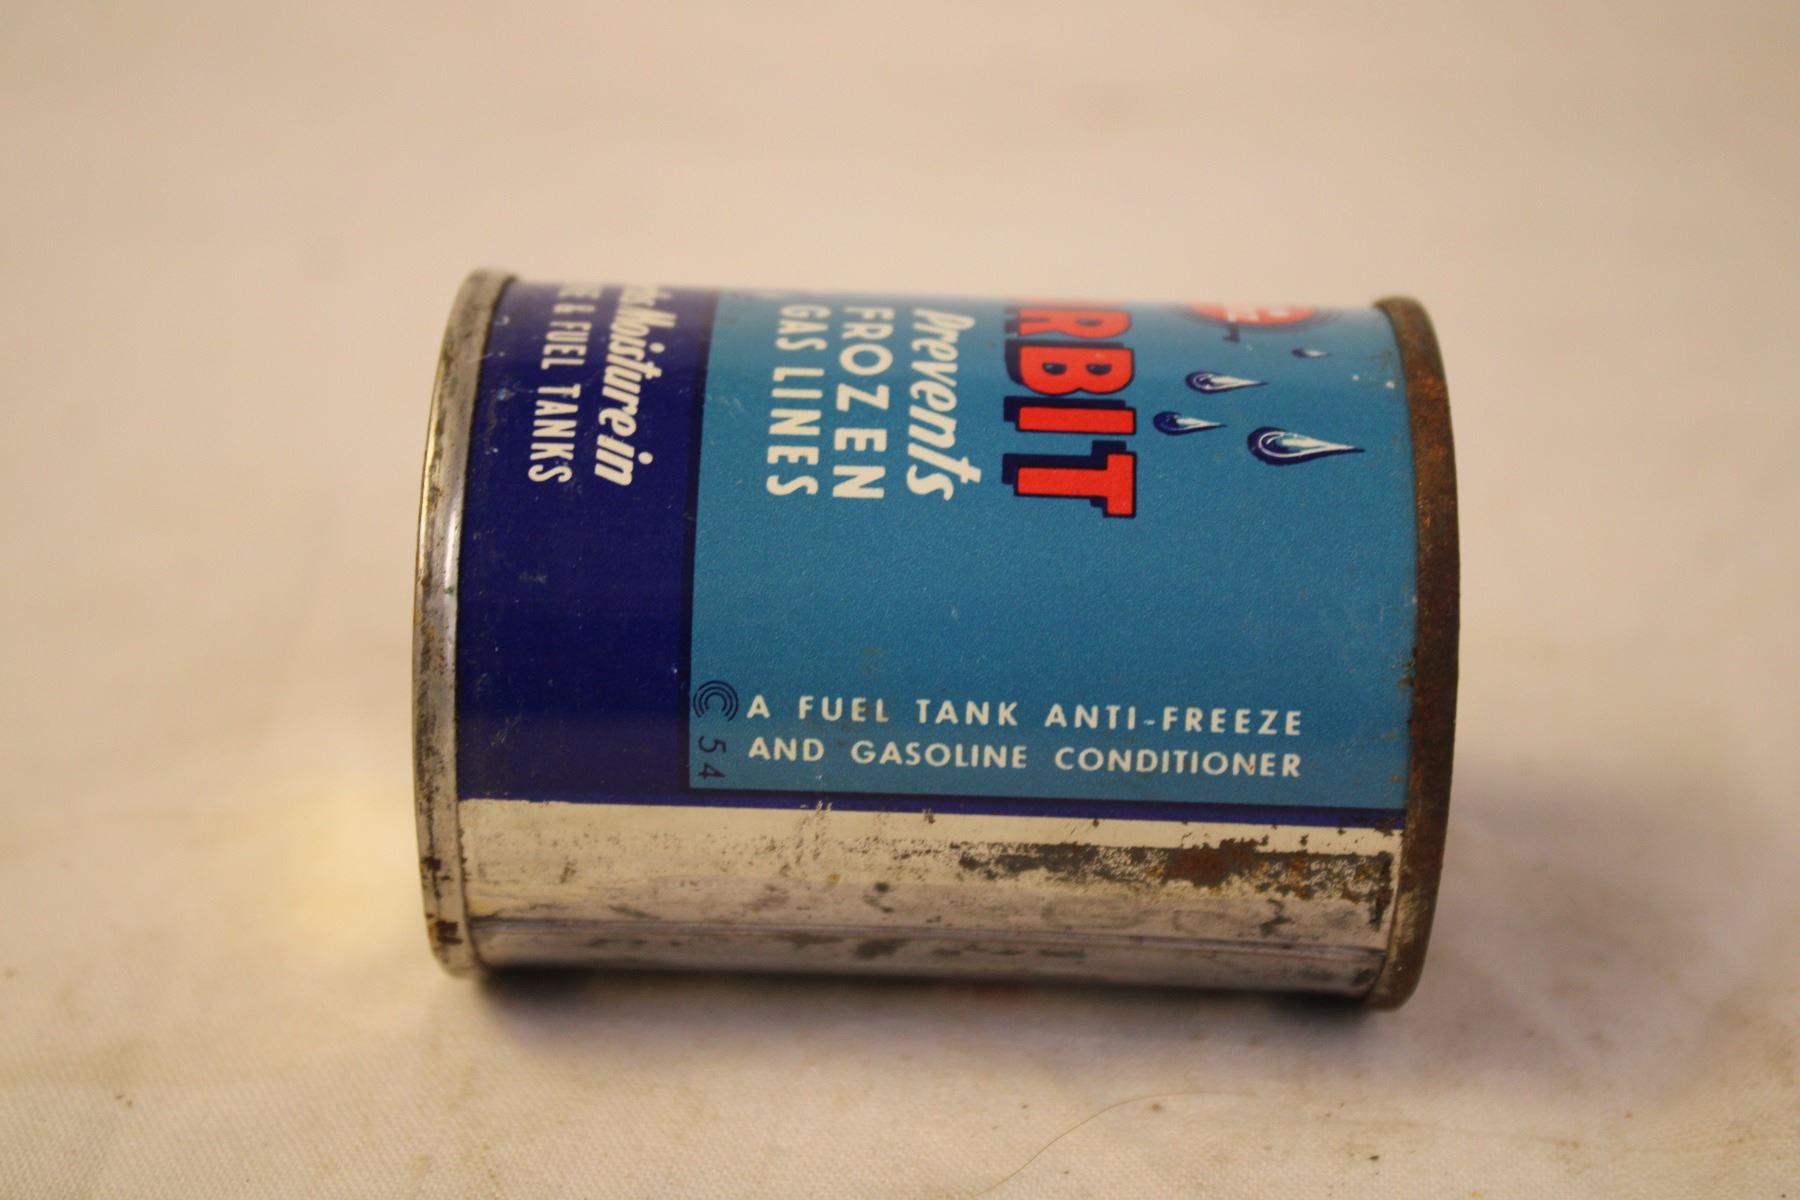 RBIT
Prevents
FROZEN
GAS LINES
Moisture in
& FUEL TANKS
A FUEL TANK ANTI-FREEZE
AND GASOLINE CONDITIONER
C 54